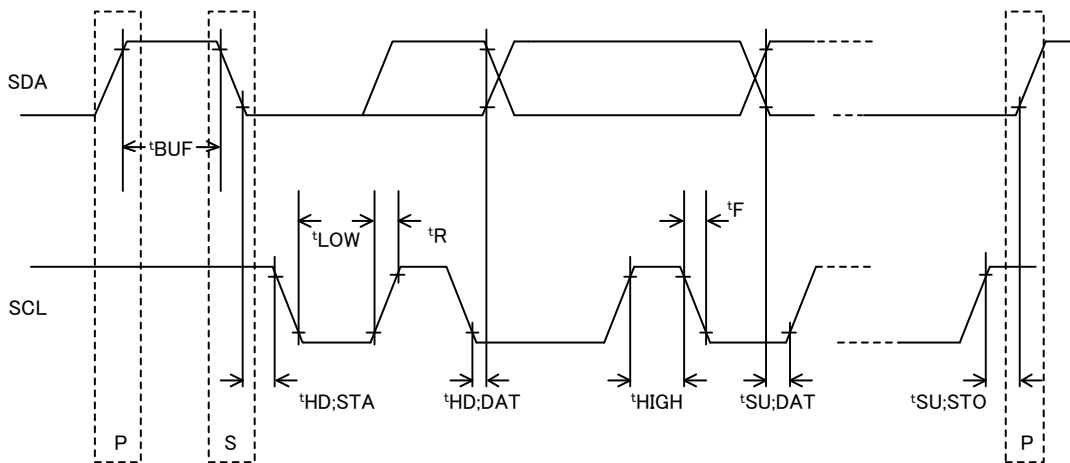 SDA
tBUF
tLOW
tR
tF
SCL
tHD;STA
tHD;DAT
tHIGH
tSU;DAT
tSU;STO
P
S
P